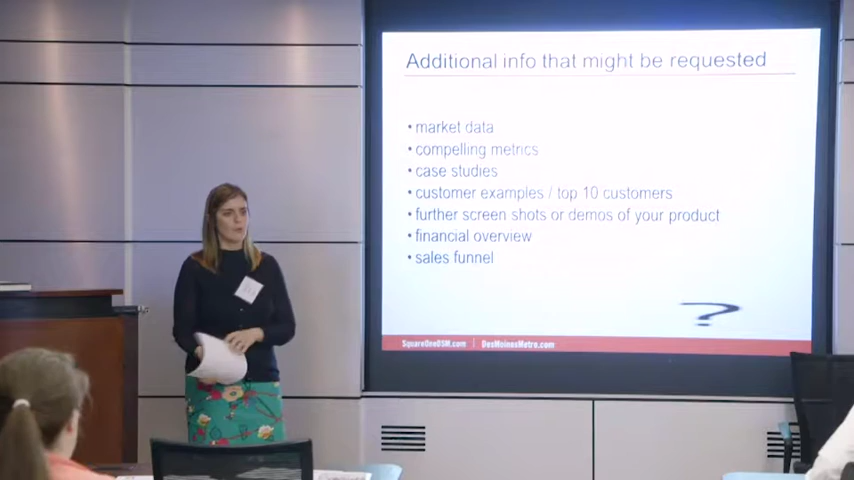 Additional info that might be requested
• market data
• compelling metrics
• case studies
• customer examples / top 10 customers
• further screen shots or demos of your product
• financial overview
• sales funnel
?
SquareOneDSM.com | DesMoinesMetro.com